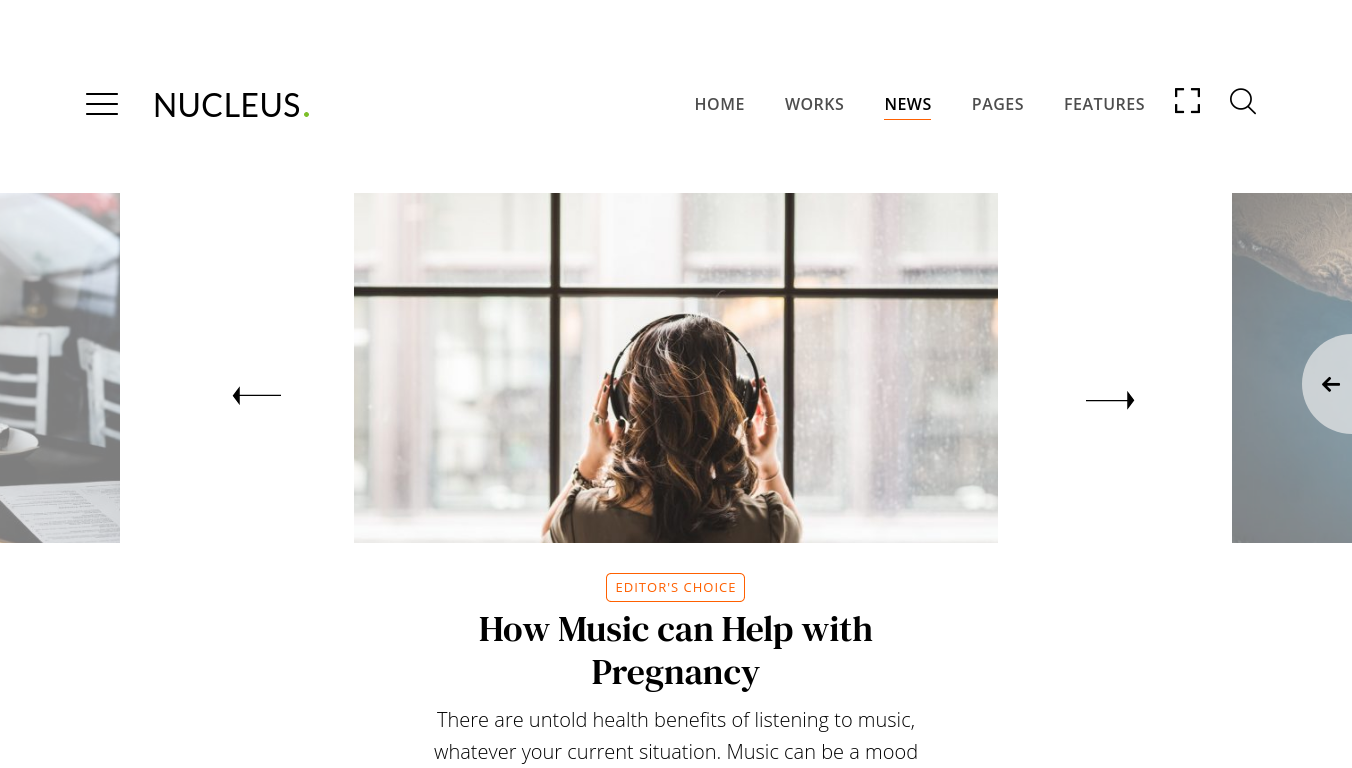 NUCLEUS.
HOME WORKS NEWS PAGES FEATURES
EDITOR'S CHOICE
How Music can Help with
Pregnancy
There are untold health benefits of listening to music,
whatever your current situation. Music can be a mood